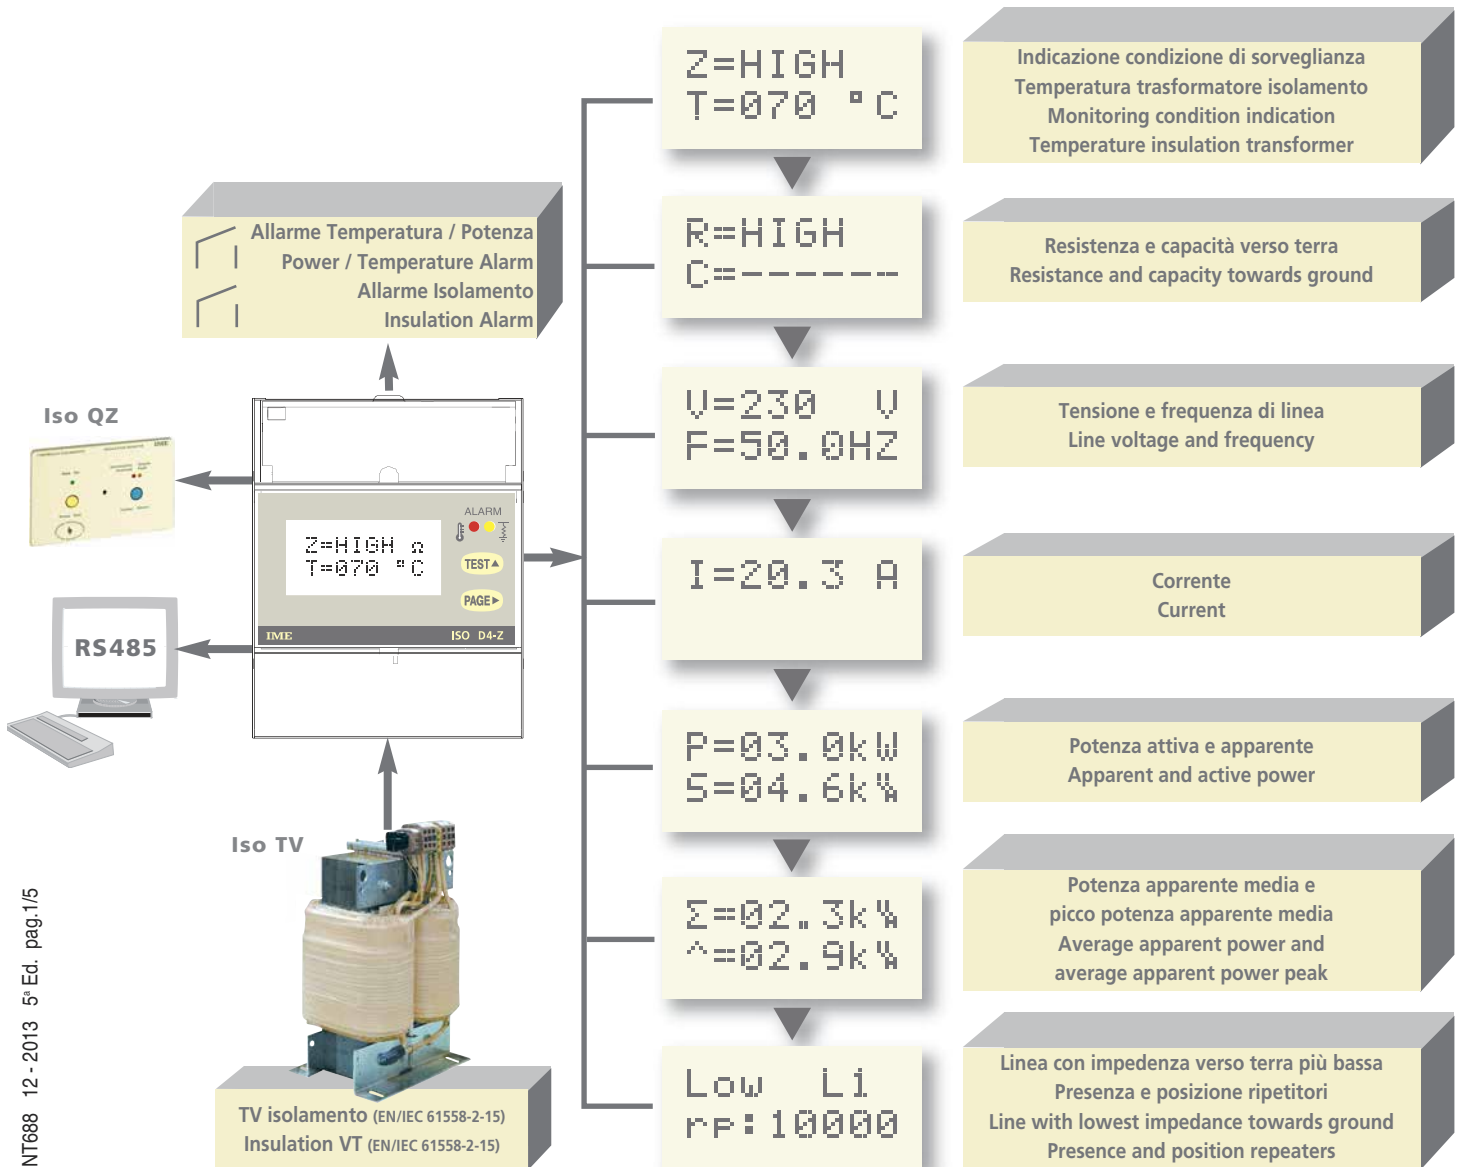 Z=HIGH
T=070 °C
Indicazione condizione di sorveglianza
Temperatura trasformatore isolamento
Monitoring condition indication
Temperature insulation transformer
Allarme Temperatura / Potenza
Power / Temperature Alarm
Allarme Isolamento
Insulation Alarm
R=HIGH
C=------
Resistenza e capacità verso terra
Resistance and capacity towards ground
V=230 V
F=50.0HZ
Tensione e frequenza di linea
Line voltage and frequency
Iso QZ
IME
ALARM
Z=HIGH Ω
T=070 °C
TEST▲
PAGE▶
IME
ISO D4-Z
RS485
I=20.3 A
Corrente
Current
P=03.0kW
S=04.6kVA
Potenza attiva e apparente
Apparent and active power
Iso TV
Σ=02.3kVA
^=02.9kVA
Potenza apparente media e
picco potenza apparente media
Average apparent power and
average apparent power peak
Low Li
rp:10000
Linea con impedenza verso terra più bassa
Presenza e posizione ripetitori
Line with lowest impedance towards ground
Presence and position repeaters
TV isolamento (EN/IEC 61558-2-15)
Insulation VT (EN/IEC 61558-2-15)
NT688 12 - 2013 5ª Ed. pag.1/5